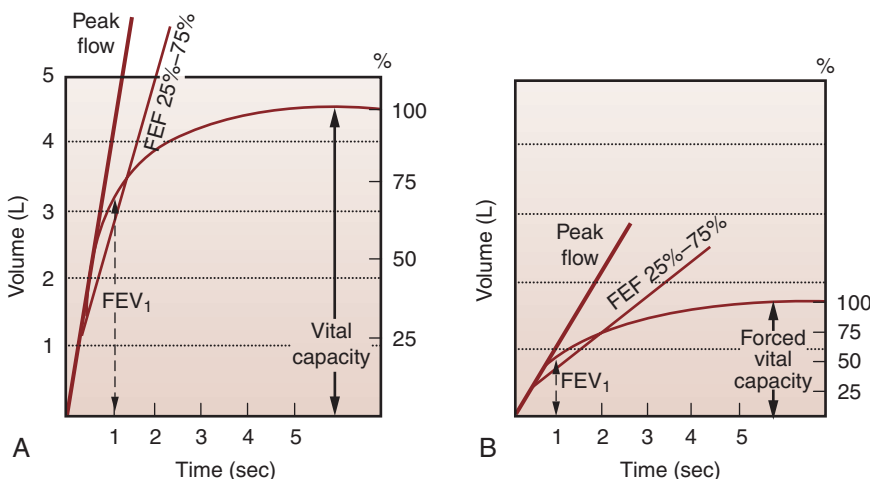 Peak
flow
FEF 25%–75%
%
5
4
3
2
1
Volume (L)
100
75
50
25
FEV1
Vital
capacity
1 2 3 4 5
Time (sec)
A
%
Volume (L)
Peak
flow
FEF 25%–75%
100
75
50
25
FEV1
Forced
vital
capacity
1 2 3 4 5
Time (sec)
B